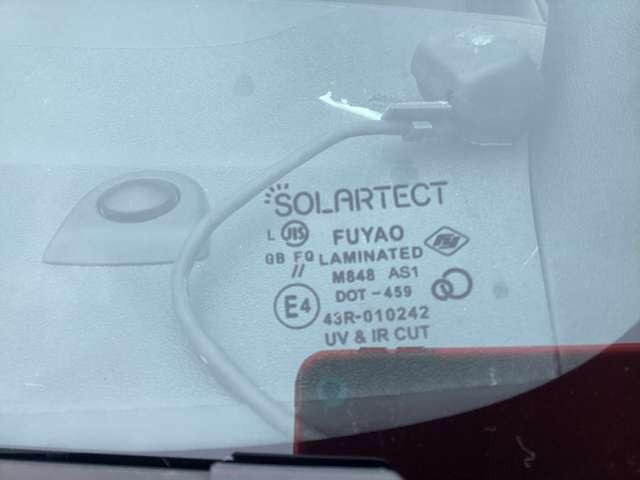 SOLARTECT
L JIS FUYAO
GB FQ LAMINATED
// M848 AS1
DOT-459
E4 43R-010242
UV & IR CUT